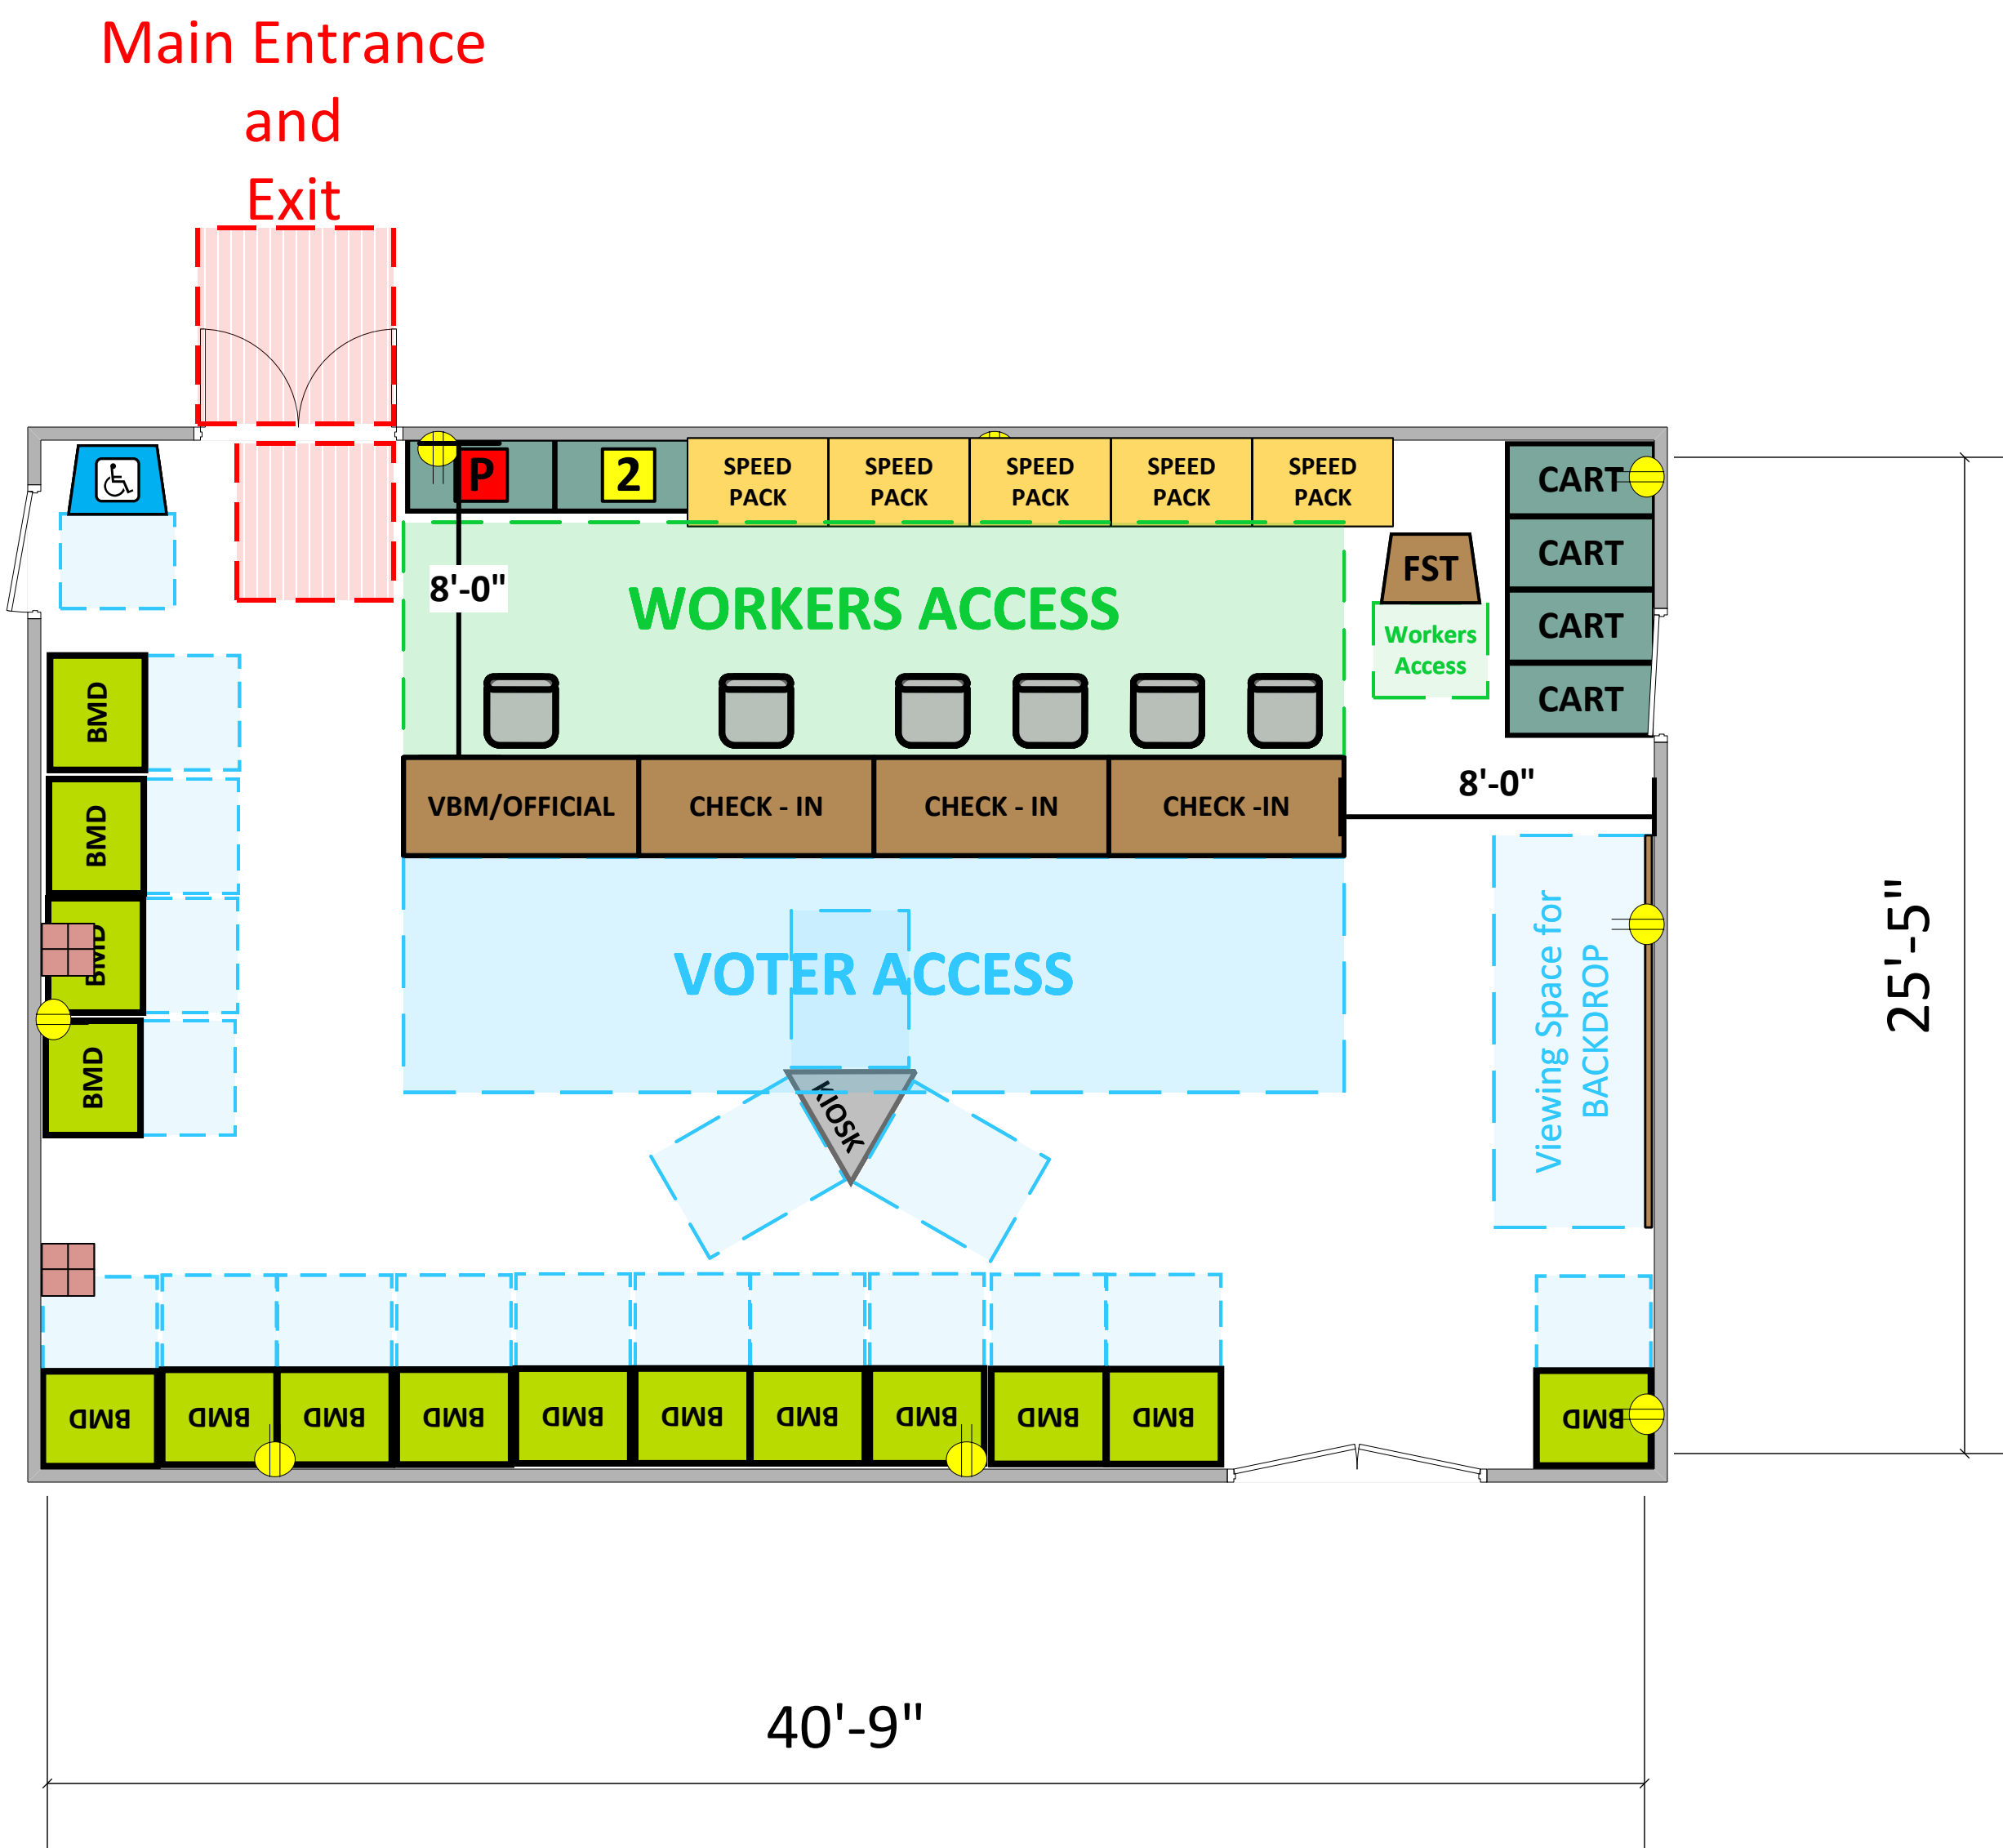 Main Entrance
and
Exit
P
2
SPEED
PACK
SPEED
PACK
SPEED
PACK
SPEED
PACK
SPEED
PACK
CART
CART
CART
CART
FST
Workers
Access
8'-0"
WORKERS ACCESS
VBM/OFFICIAL
CHECK - IN
CHECK - IN
CHECK -IN
8'-0"
BMD
BMD
BMD
BMD
VOTER ACCESS
KIOSK
Viewing Space for
BACKDROP
25'-5"
BMD
BMD
BMD
BMD
BMD
BMD
BMD
BMD
BMD
BMD
BMD
40'-9"